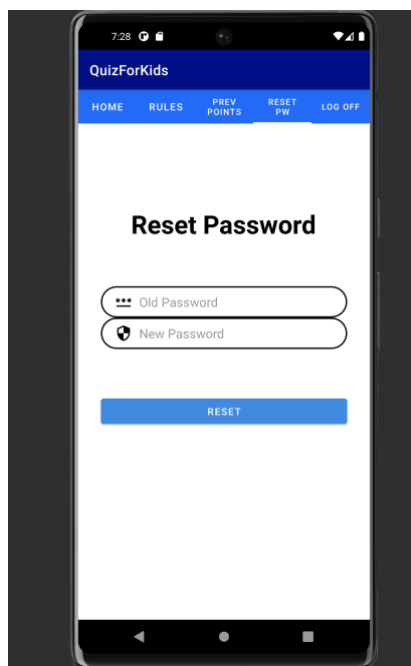 7:28
QuizForKids
HOME RULES PREV POINTS RESET PW LOG OFF
Reset Password
Old Password
New Password
RESET